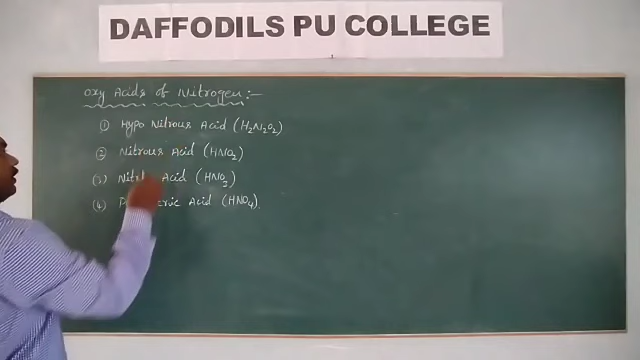 DAFFODILS PU COLLEGE
Oxy Acids of Nitrogen:-
① Hypo Nitrous Acid (H₂N₂O₂)
② Nitrous Acid (HNO₂)
③ Acid (HNO₃)
④ Acid (HNO₄).